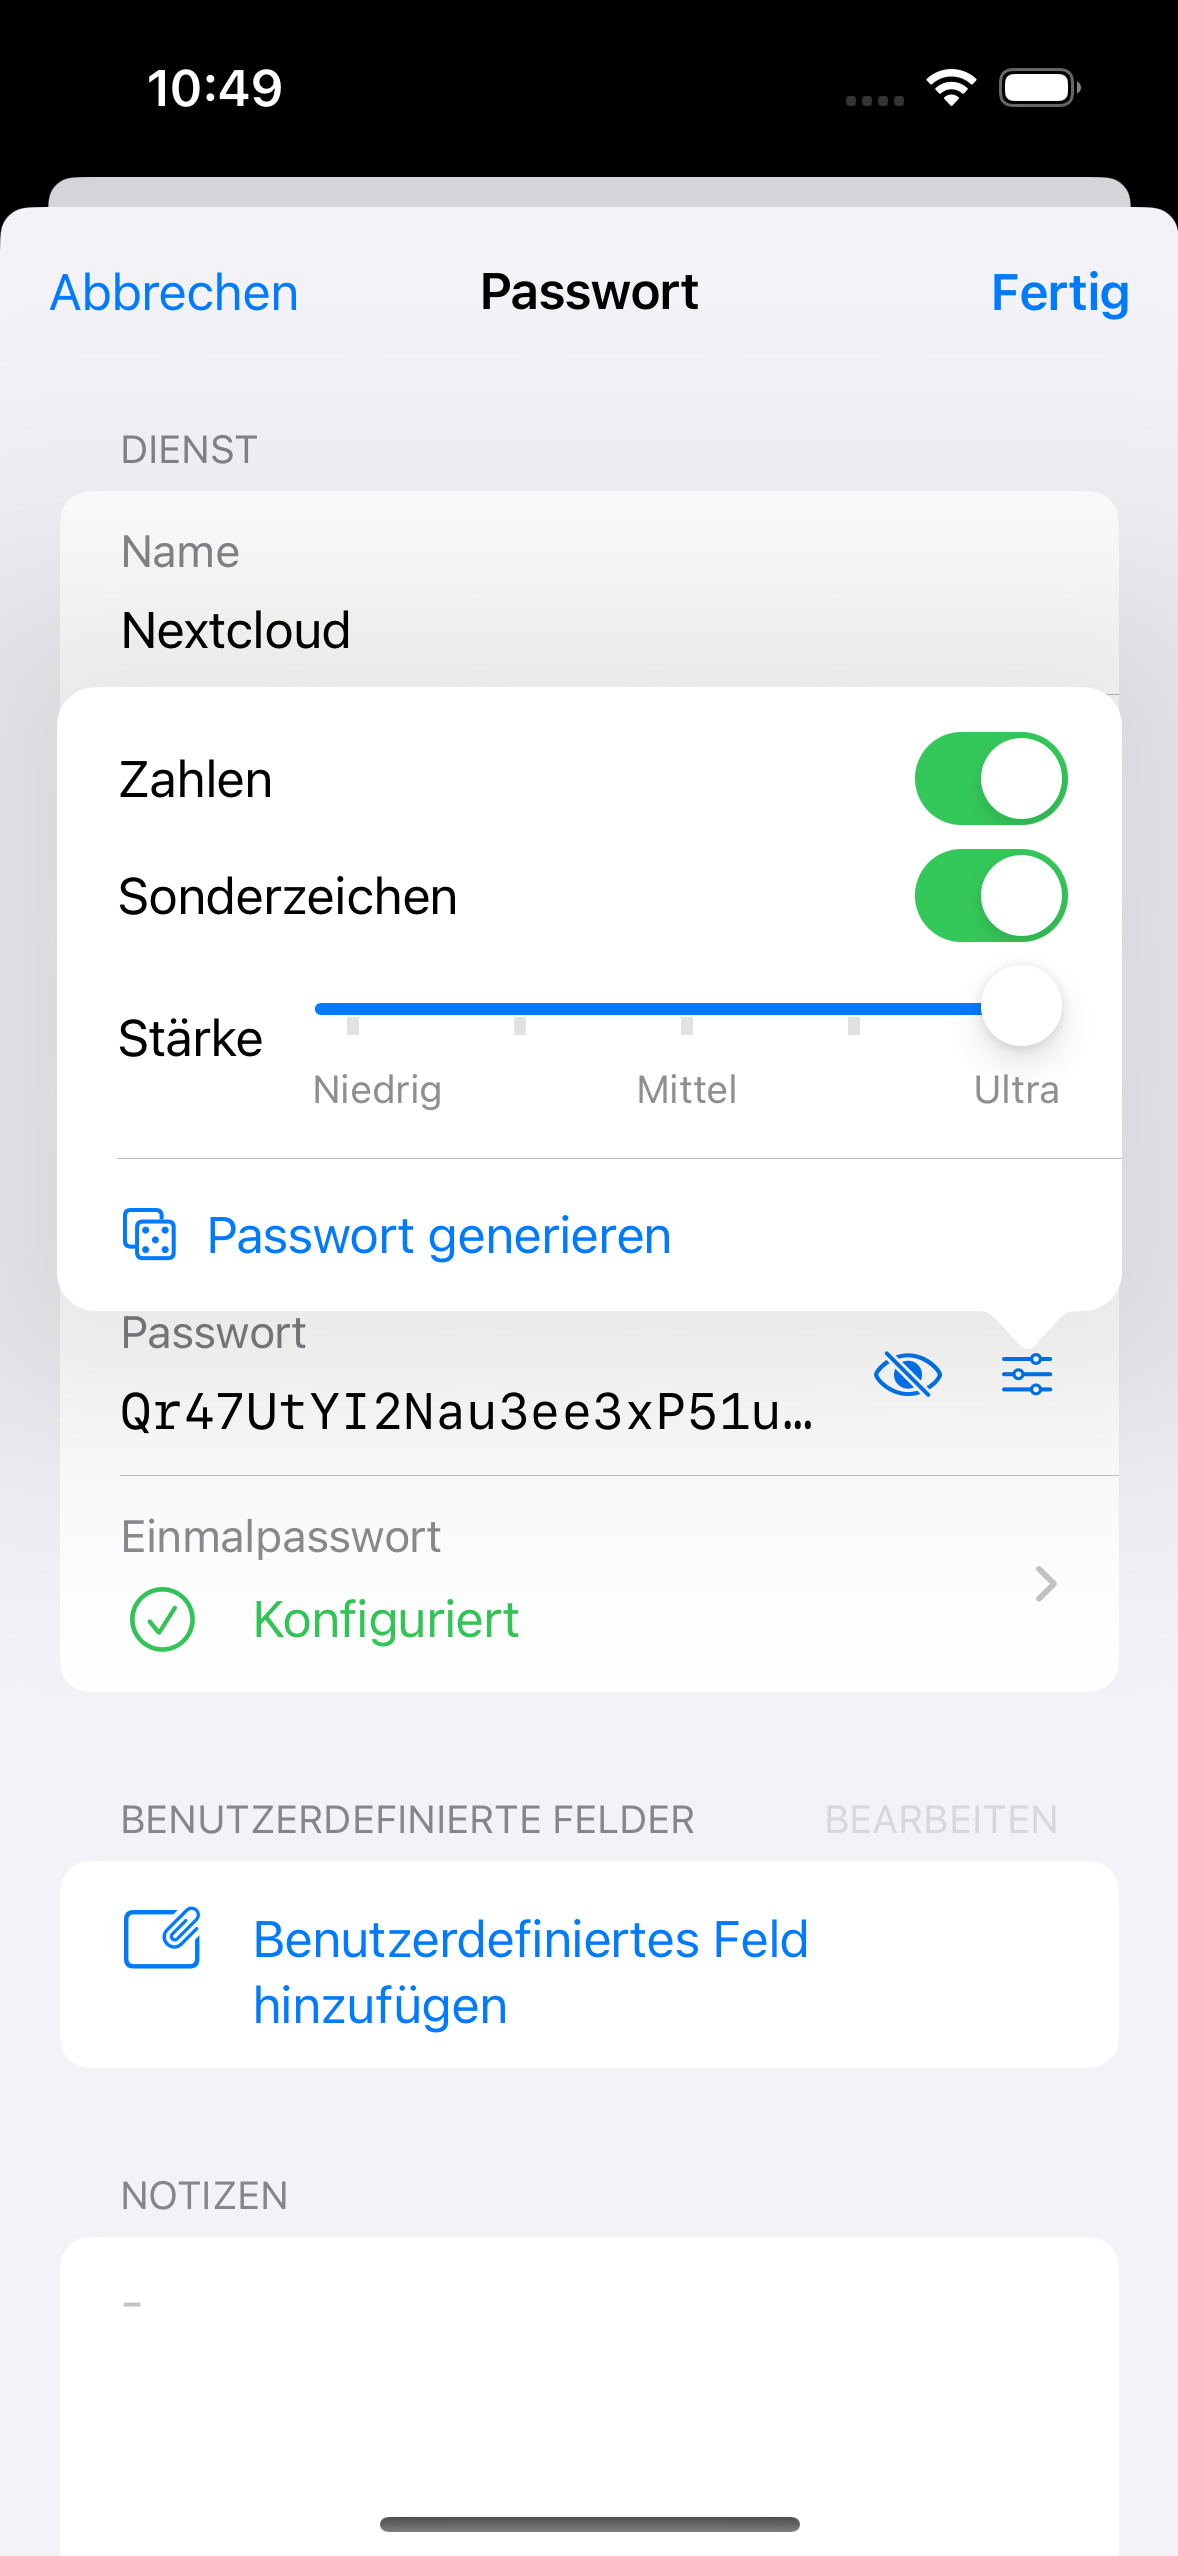 10:49
Abbrechen Passwort Fertig
DIENST
Name
Nextcloud
Zahlen
Sonderzeichen
Stärke
Niedrig Mittel Ultra
Passwort generieren
Passwort
Qr47UtYI2Nau3ee3xP51u…
Einmalpasswort
Konfiguriert
BENUTZERDEFINIERTE FELDER BEARBEITEN
Benutzerdefiniertes Feld
hinzufügen
NOTIZEN
-